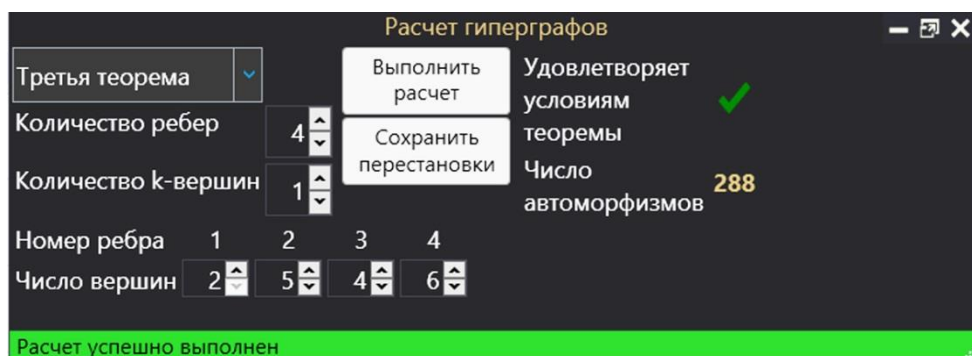 Расчет гиперграфов
Третья теорема
Выполнить
расчет
Удовлетворяет
условиям
теоремы
Количество ребер 4
Сохранить
перестановки
Количество k-вершин 1
Число
автоморфизмов 288
Номер ребра 1 2 3 4
Число вершин 2 5 4 6
Расчет успешно выполнен